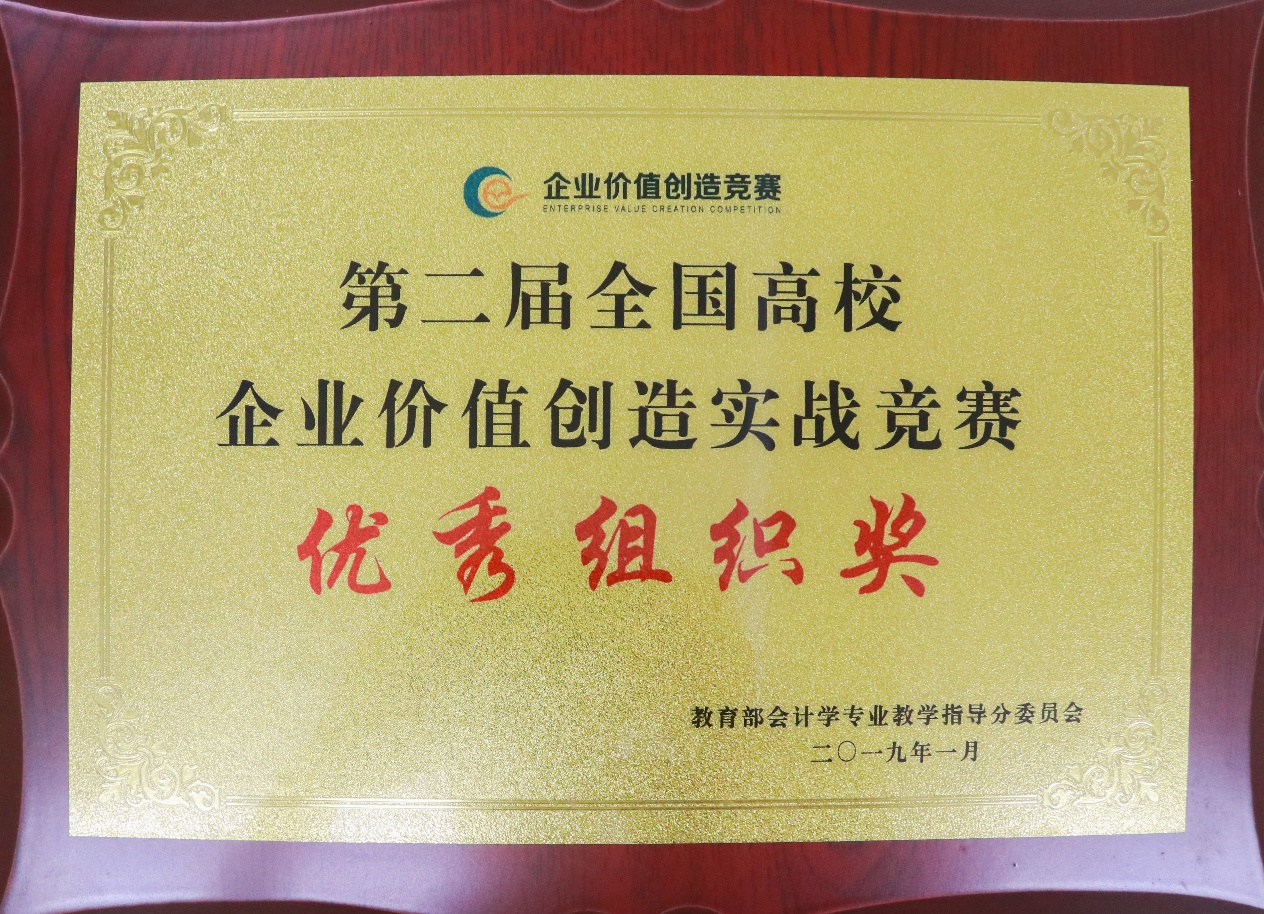 企业价值创造竞赛
ENTERPRISE VALUE CREATION COMPETITION
第二届全国高校
企业价值创造实战竞赛
优秀组织奖
教育部会计学专业教学指导分委员会
二〇一九年一月